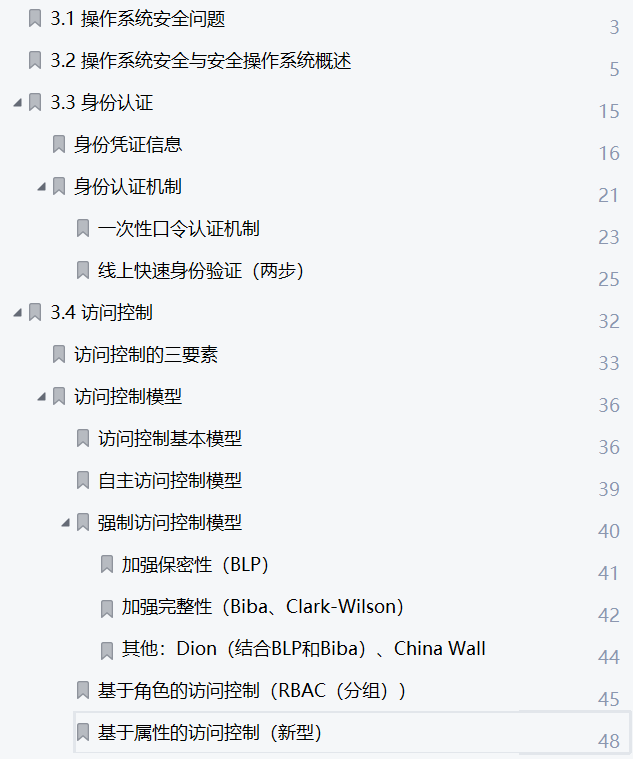 3.1 操作系统安全问题 3
3.2 操作系统安全与安全操作系统概述 5
3.3 身份认证 15
身份凭证信息 16
身份认证机制 21
一次性口令认证机制 23
线上快速身份验证（两步） 25
3.4 访问控制 32
访问控制的三要素 33
访问控制模型 36
访问控制基本模型 36
自主访问控制模型 39
强制访问控制模型 40
加强保密性（BLP） 41
加强完整性（Biba、Clark-Wilson） 42
其他：Dion（结合BLP和Biba）、China Wall 44
基于角色的访问控制（RBAC（分组）） 45
基于属性的访问控制（新型） 48